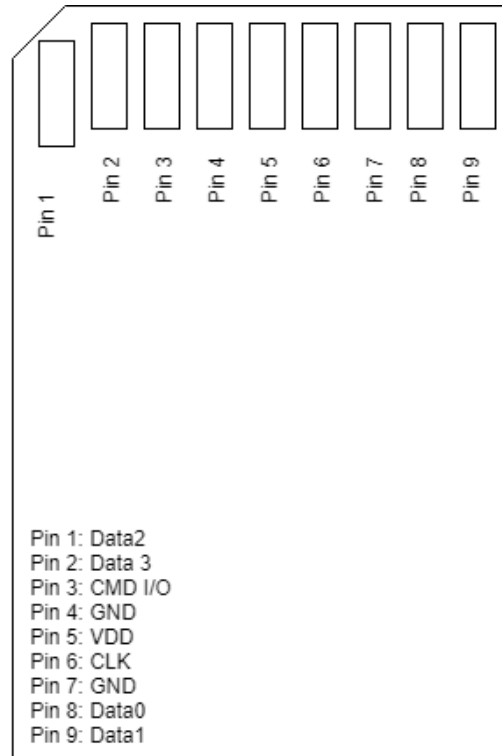 Pin 1
Pin 2
Pin 3
Pin 4
Pin 5
Pin 6
Pin 7
Pin 8
Pin 9
Pin 1: Data2
Pin 2: Data 3
Pin 3: CMD I/O
Pin 4: GND
Pin 5: VDD
Pin 6: CLK
Pin 7: GND
Pin 8: Data0
Pin 9: Data1